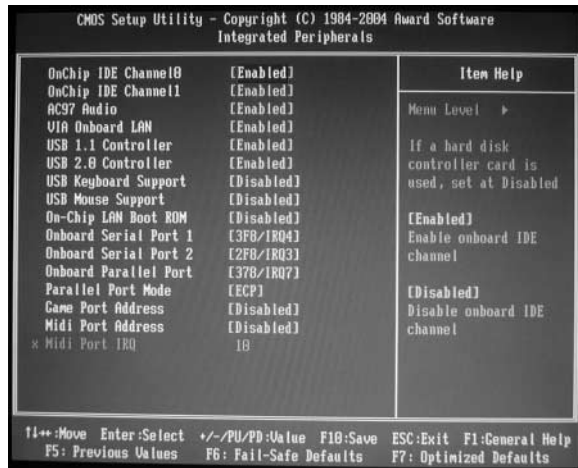 CMOS Setup Utility - Copyright (C) 1984-2004 Award Software
Integrated Peripherals
OnChip IDE Channel0 [Enabled]
OnChip IDE Channel1 [Enabled]
AC97 Audio [Enabled]
VIA Onboard LAN [Enabled]
USB 1.1 Controller [Enabled]
USB 2.0 Controller [Enabled]
USB Keyboard Support [Disabled]
USB Mouse Support [Disabled]
On-Chip LAN Boot ROM [Disabled]
Onboard Serial Port 1 [3F8/IRQ4]
Onboard Serial Port 2 [2F8/IRQ3]
Onboard Parallel Port [378/IRQ7]
Parallel Port Mode [ECP]
Game Port Address [Disabled]
Midi Port Address [Disabled]
x Midi Port IRQ 10
Item Help
Menu Level ▸
If a hard disk
controller card is
used, set at Disabled
[Enabled]
Enable onboard IDE
channel
[Disabled]
Disable onboard IDE
channel
↑↓→←:Move Enter:Select +/-/PU/PD:Value F10:Save ESC:Exit F1:General Help
F5: Previous Values F6: Fail-Safe Defaults F7: Optimized Defaults